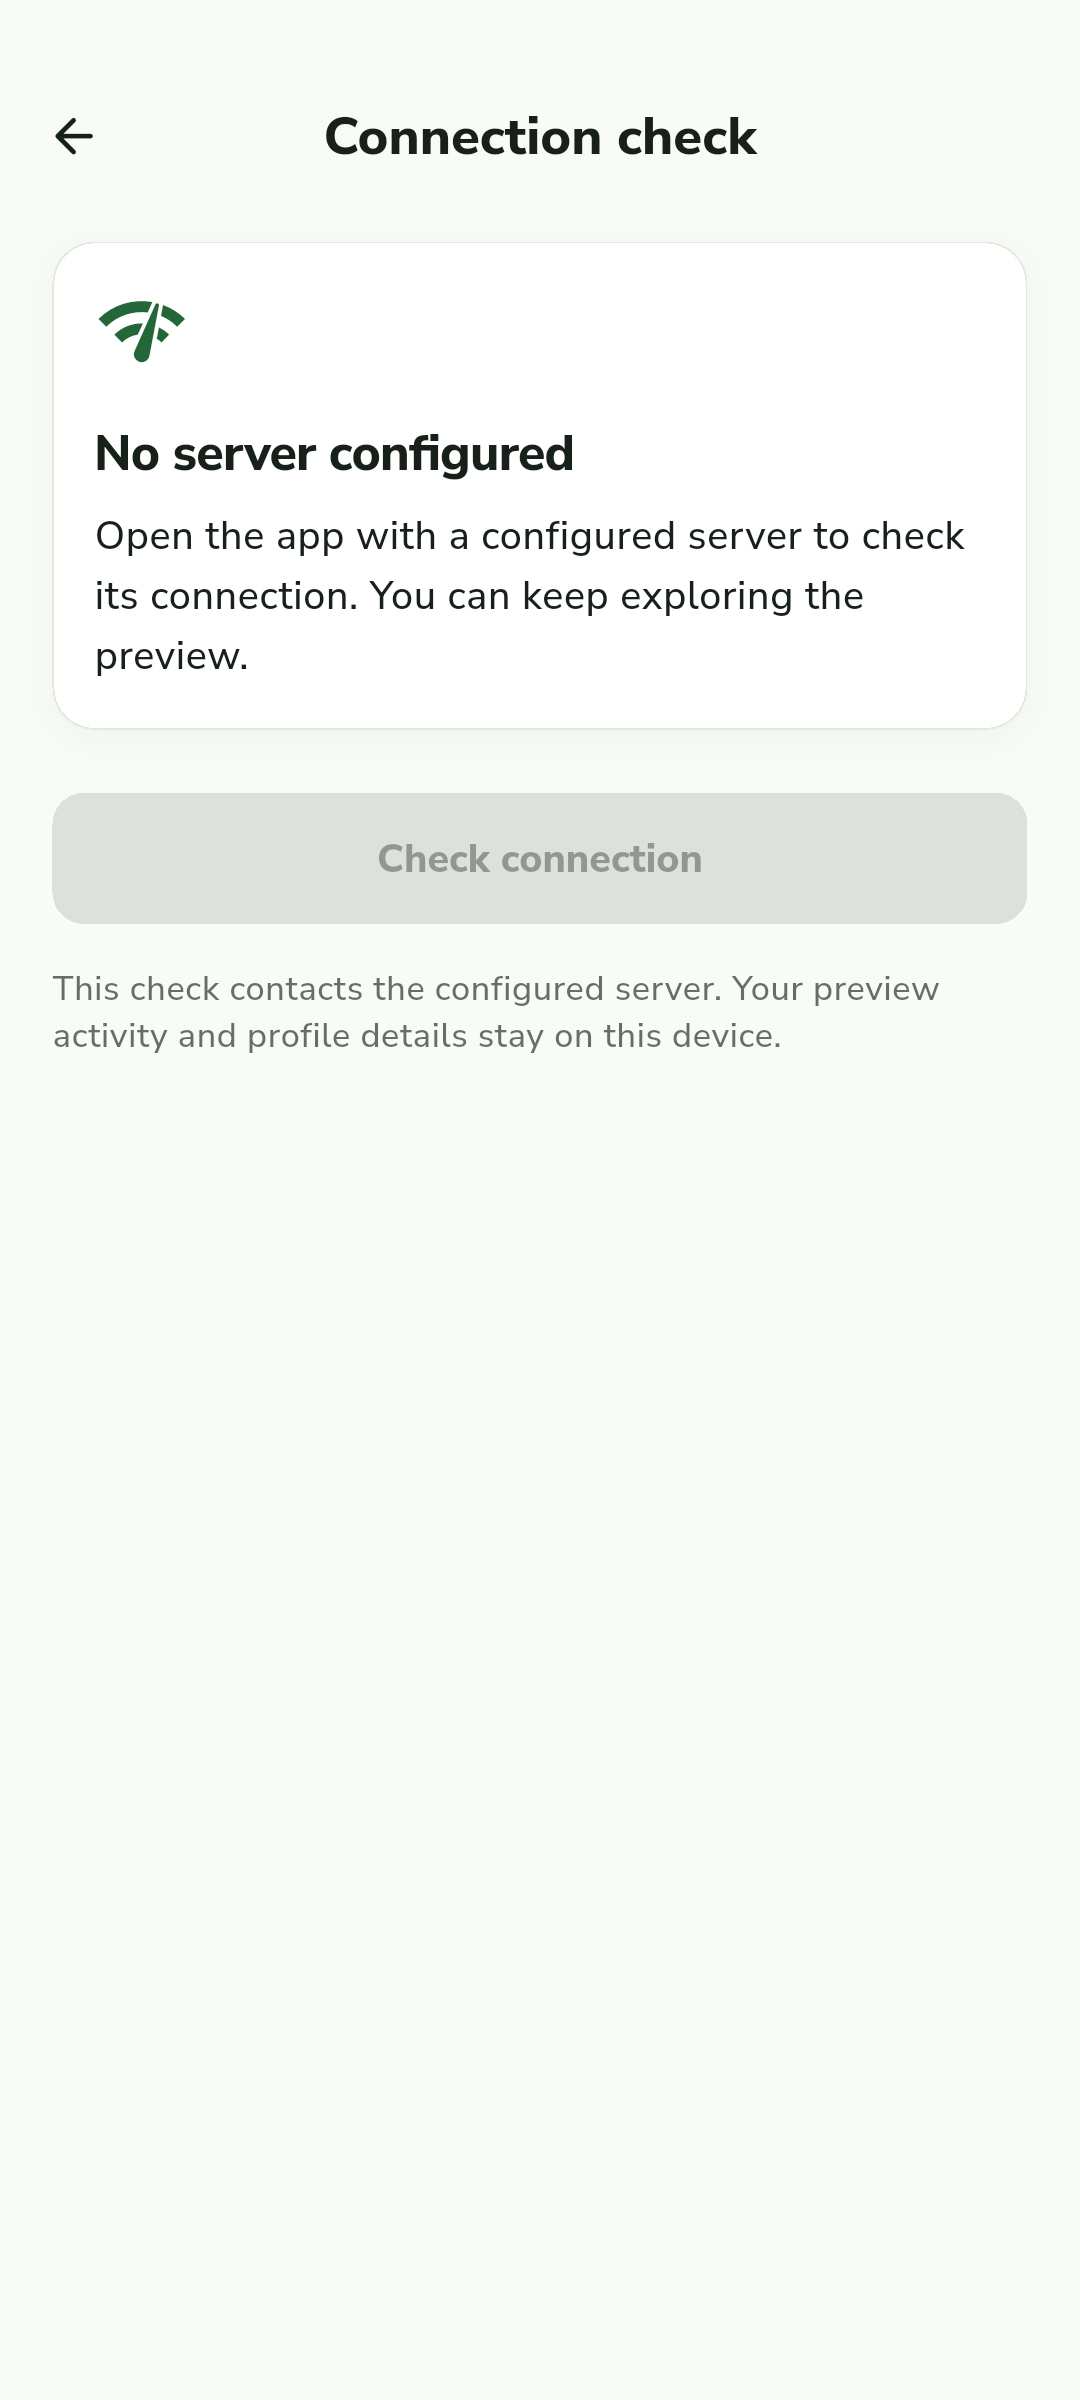 Connection check
No server configured
Open the app with a configured server to check
its connection. You can keep exploring the
preview.
Check connection
This check contacts the configured server. Your preview
activity and profile details stay on this device.